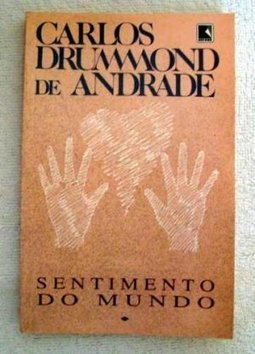 CARLOS
DRUMMOND
DE ANDRADE
SENTIMENTO
DO MUNDO